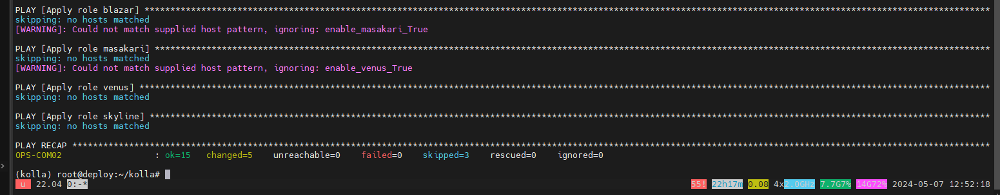 PLAY [Apply role blazar] ******************************************************************************************************************************************************************
skipping: no hosts matched
[WARNING]: Could not match supplied host pattern, ignoring: enable_masakari_True
PLAY [Apply role masakari] ****************************************************************************************************************************************************************
skipping: no hosts matched
[WARNING]: Could not match supplied host pattern, ignoring: enable_venus_True
PLAY [Apply role venus] *******************************************************************************************************************************************************************
skipping: no hosts matched
PLAY [Apply role skyline] *****************************************************************************************************************************************************************
skipping: no hosts matched
PLAY RECAP ********************************************************************************************************************************************************************************
OPS-COM02 : ok=15 changed=5 unreachable=0 failed=0 skipped=3 rescued=0 ignored=0
(kolla) root@deploy:~/kolla#
u 22.04 0:-* 55! 22h17m 0.08 4x2.0GHz 7.7G7% 14G72% 2024-05-07 12:52:18